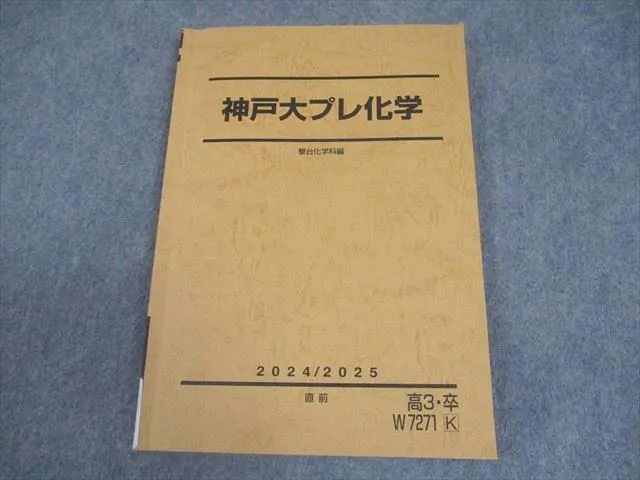 神戸大プレ化学
駿台化学科編
2024/2025
直前
高3・卒
W7271 K